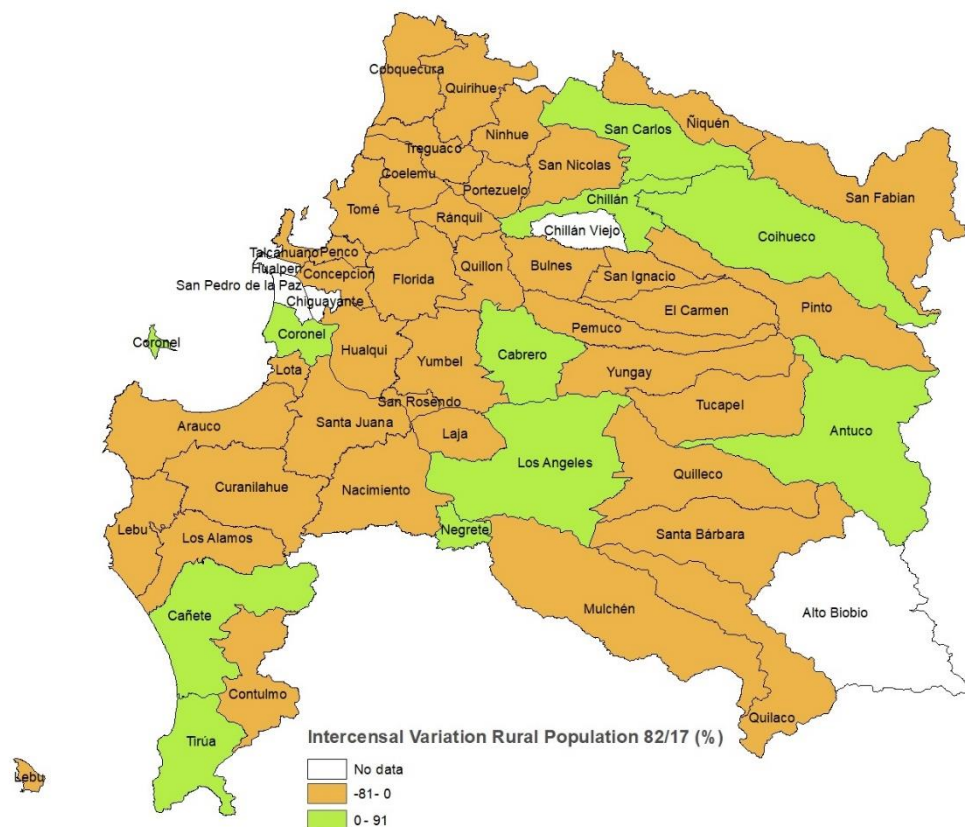 Cobquecura
Quirihue
Ñiquén
San Carlos
Ninhue
Treguaco
San Nicolas
Coelemu
Portezuelo
San Fabian
Chillán
Tomé
Ránquil
Chillán Viejo
Coihueco
Talcahuano
Penco
Hualpen
Concepcion
Florida
Quillon
Bulnes
San Ignacio
San Pedro de la Paz
Chiguayante
El Carmen
Pinto
Coronel
Coronel
Pemuco
Hualqui
Yumbel
Cabrero
Lota
Yungay
San Rosendo
Tucapel
Arauco
Santa Juana
Laja
Antuco
Los Angeles
Quilleco
Curanilahue
Nacimiento
Lebu
Negrete
Santa Bárbara
Los Alamos
Cañete
Mulchén
Alto Biobio
Contulmo
Quilaco
Tirúa
Lebu
Intercensal Variation Rural Population 82/17 (%)
No data
-81- 0
0- 91